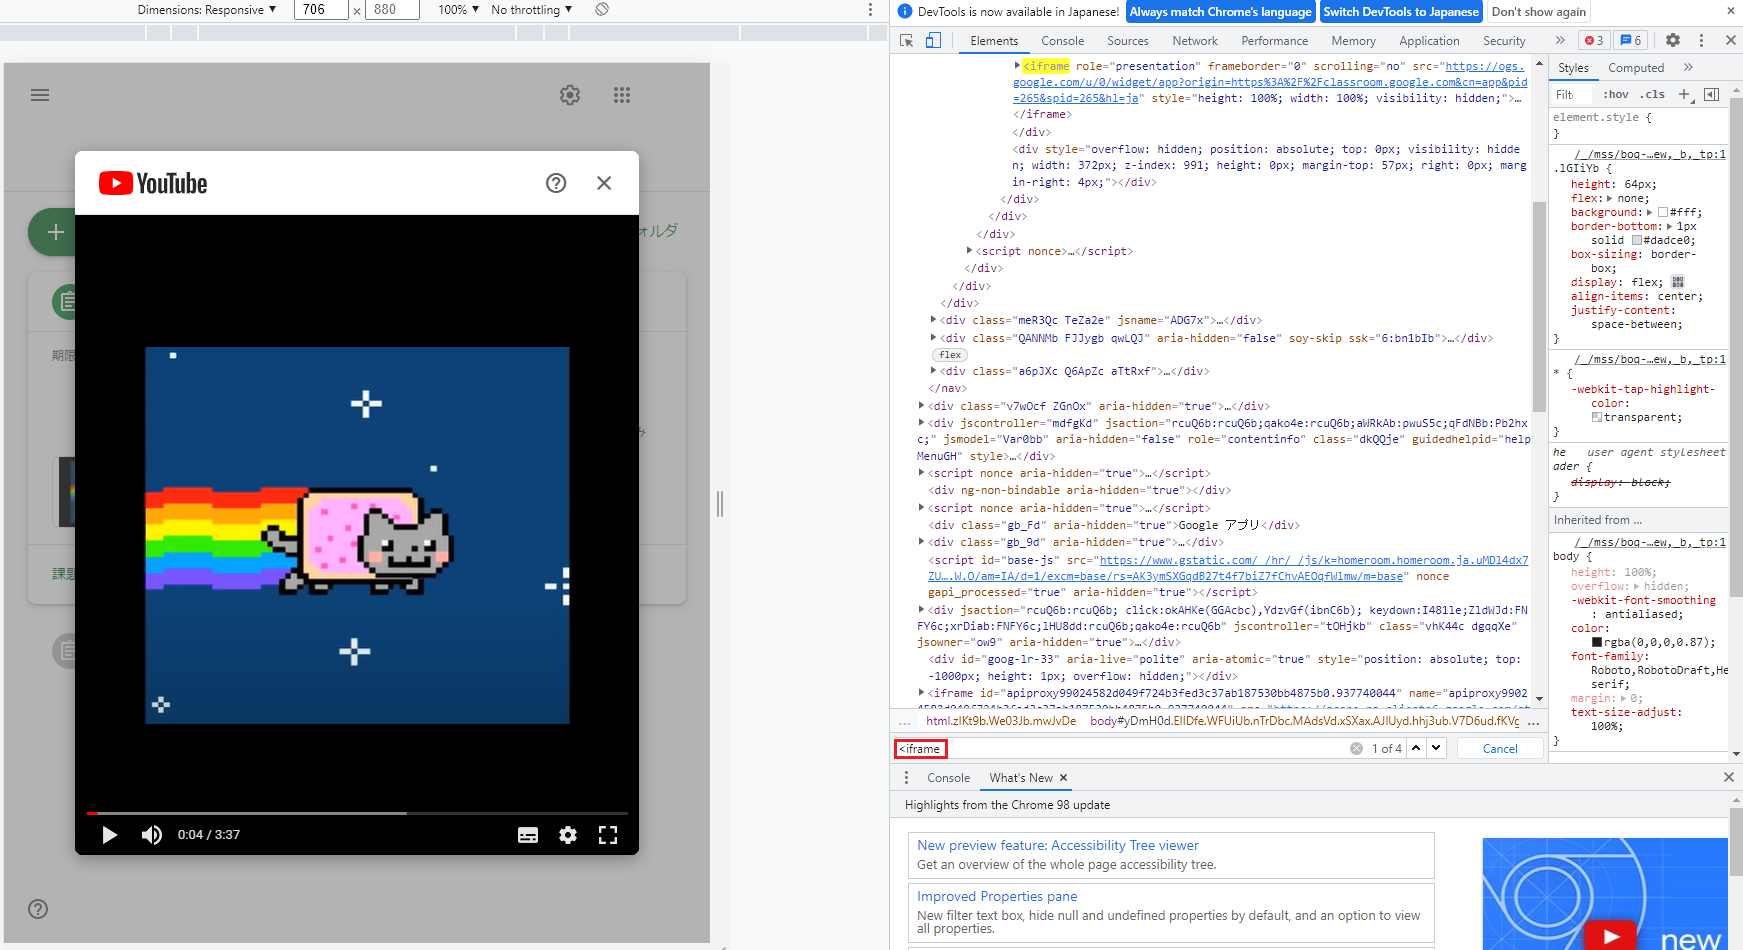 Dimensions: Responsive ▼ 706 × 880 100% ▼ No throttling ▼
YouTube
ォルダ
期限
課題
0:04 / 3:37
DevTools is now available in Japanese! Always match Chrome's language Switch DevTools to Japanese Don't show again ×
Elements Console Sources Network Performance Memory Application Security » 3 6
<iframe role="presentation" frameborder="0" scrolling="no" src="https://ogs.
google.com/u/0/widget/app?origin=https%3A%2F%2Fclassroom.google.com&cn=app&pid
=265&spid=265&hl=ja" style="height: 100%; width: 100%; visibility: hidden;">…
</iframe>
</div>
<div style="overflow: hidden; position: absolute; top: 0px; visibility: hidde
n; width: 372px; z-index: 991; height: 0px; margin-top: 57px; right: 0px; marg
in-right: 4px;"></div>
</div>
</div>
</div>
<script nonce>…</script>
</div>
</div>
</div>
<div class="meR3Qc TeZa2e" jsname="ADG7x">…</div>
<div class="QANNMb FJJygb qwLQJ" aria-hidden="false" soy-skip ssk="6:bn1bIb">…</div>
flex
<div class="a6pJXc Q6ApZc aTtRxf">…</div>
</nav>
<div class="v7wOcf ZGnOx" aria-hidden="true">…</div>
<div jscontroller="mdfgKd" jsaction="rcuQ6b:rcuQ6b;qako4e:rcuQ6b;aWRkAb:pwuS5c;qFdNBb:Pb2hx
c;" jsmodel="Var0bb" aria-hidden="false" role="contentinfo" class="dkQQje" guidedhelpid="help
MenuGH" style>…</div>
<script nonce aria-hidden="true">…</script>
<div ng-non-bindable aria-hidden="true"></div>
<script nonce aria-hidden="true">…</script>
<div class="gb_Fd" aria-hidden="true">Google アプリ</div>
<div class="gb_9d" aria-hidden="true">…</div>
<script id="base-js" src="https://www.gstatic.com/_/hr/_/js/k=homeroom.homeroom.ja.uMDl4dx7
ZU….W.O/am=IA/d=1/excm=base/rs=AK3ymSXGqdB27t4f7biZ7fChvAEOqfWlmw/m=base" nonce
gapi_processed="true" aria-hidden="true"></script>
<div jsaction="rcuQ6b:rcuQ6b; click:okAHKe(GGAcbc),YdzvGf(ibnC6b); keydown:I481le;ZldWJd:FN
FY6c;xrDiab:FNFY6c;lHU8dd:rcuQ6b;qako4e:rcuQ6b" jscontroller="tOHjkb" class="vhK44c dgqqXe"
jsowner="ow9" aria-hidden="true">…</div>
<div id="goog-lr-33" aria-live="polite" aria-atomic="true" style="position: absolute; top:
-1000px; height: 1px; overflow: hidden;"></div>
<iframe id="apiproxy99024582d049f724b3fed3c37ab187530bb4875b0.937740044" name="apiproxy9902
… html.zlKt9b.We03Jb.mwJvDe body#yDmH0d.EIlDfe.WFUiUb.nTrDbc.MAdsVd.xSXax.AJIUyd.hhj3ub.V7D6ud.fKVg …
<iframe 1 of 4 Cancel
Styles Computed »
:hov .cls +
element.style {
}
/_/mss/boq-…ew,_b,_tp:1
.lGIiYb {
height: 64px;
flex: none;
background: #fff;
border-bottom: 1px
solid #dadce0;
box-sizing: border-
box;
display: flex;
align-items: center;
justify-content:
space-between;
}
/_/mss/boq-…ew,_b,_tp:1
* {
-webkit-tap-highlight-
color:
transparent;
}
he user agent stylesheet
ader {
display: block;
}
Inherited from …
/_/mss/boq-…ew,_b,_tp:1
body {
height: 100%;
overflow: hidden;
-webkit-font-smoothing
: antialiased;
color:
rgba(0,0,0,0.87);
font-family:
Roboto,RobotoDraft,He
serif;
margin: 0;
text-size-adjust:
100%;
}
Console What's New ×
Highlights from the Chrome 98 update
New preview feature: Accessibility Tree viewer
Get an overview of the whole page accessibility tree.
Improved Properties pane
New filter text box, hide null and undefined properties by default, and an option to view
all properties.
new